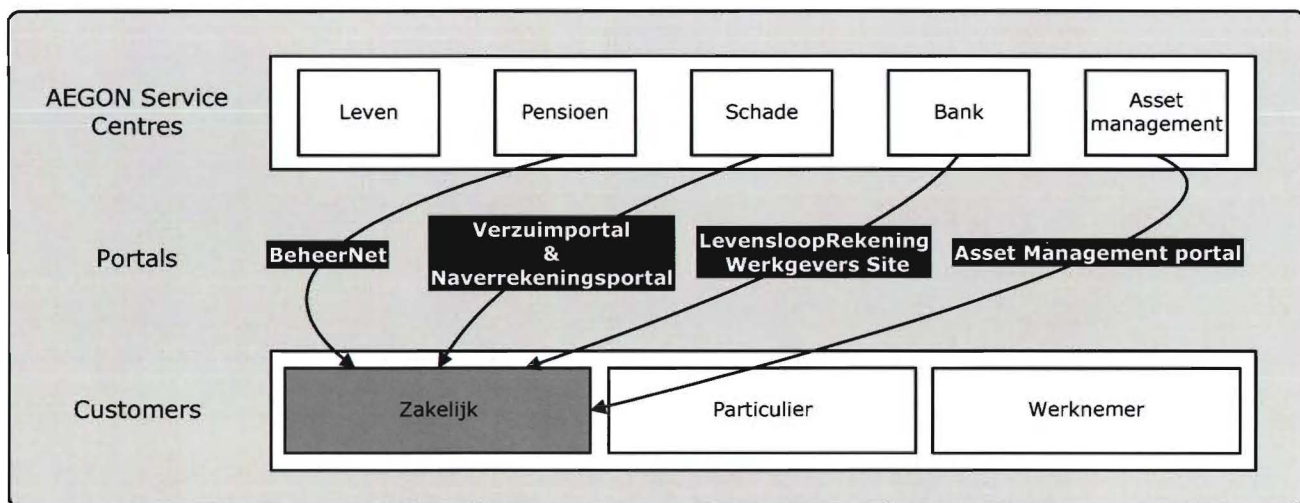 AEGON Service
Centres
Leven
Pensioen
Schade
Bank
Asset
management
Portals
BeheerNet
Verzuimportal
&
Naverrekeningsportal
LevensloopRekening
Werkgevers Site
Asset Management portal
Customers
Zakelijk
Particulier
Werknemer